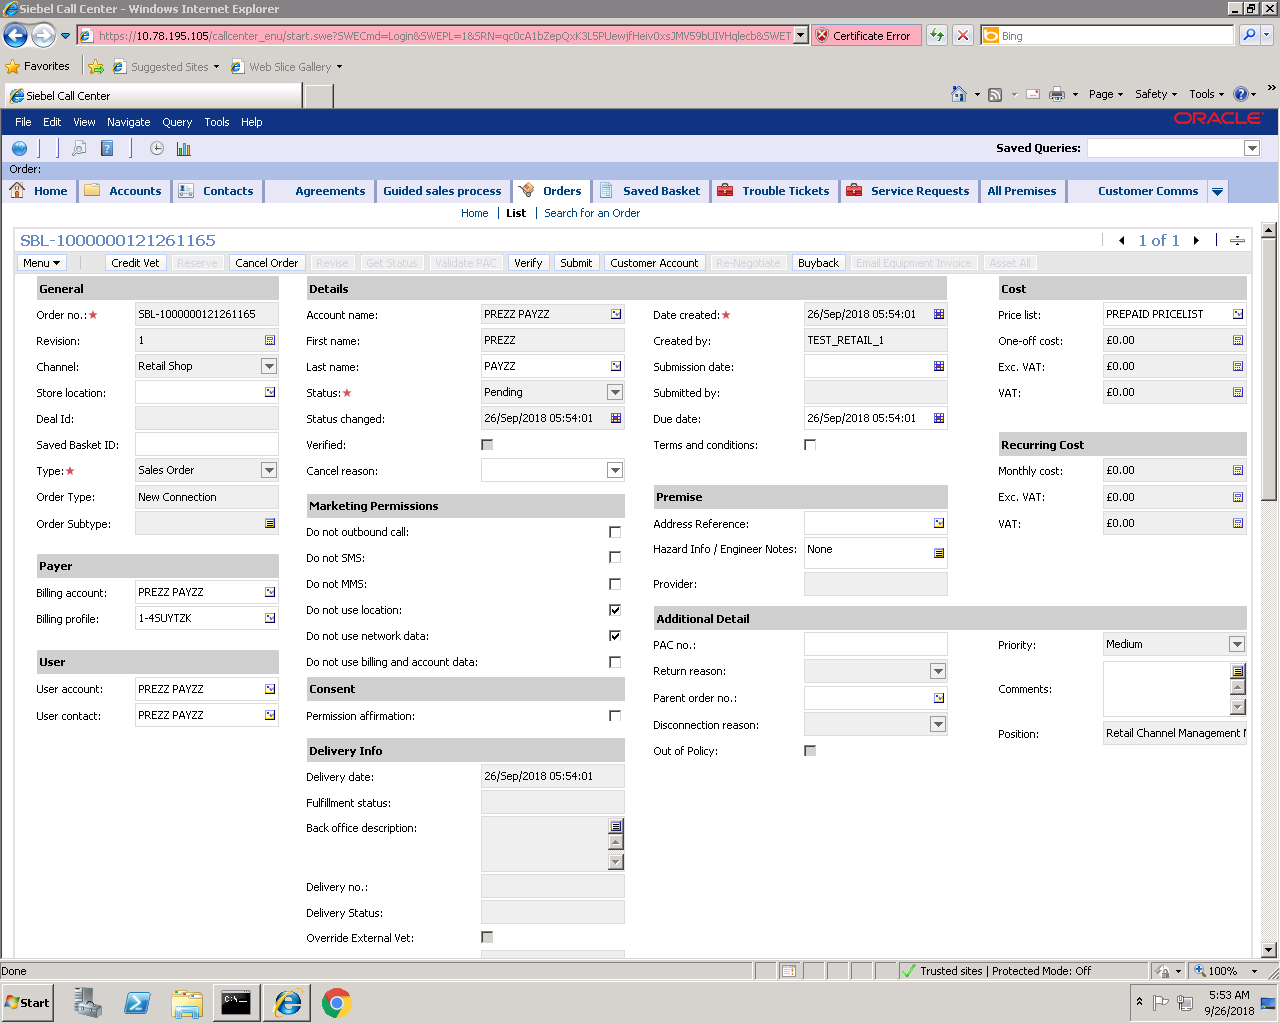 Siebel Call Center - Windows Internet Explorer
https://10.78.195.105/callcenter_enu/start.swe?SWECmd=Login&SWEPL=1&SRN= Certificate Error Bing
Favorites Suggested Sites Web Slice Gallery
Siebel Call Center Page Safety Tools
File Edit View Navigate Query Tools Help ORACLE
Saved Queries:
Order:
Home Accounts Contacts Agreements Guided sales process Orders Saved Basket Trouble Tickets Service Requests All Premises Customer Comms
Home List Search for an Order
SBL-1000000121261165 1 of 1
Menu Credit Vet Reserve Cancel Order Revise Get Status Validate PAC Verify Submit Customer Account Re-Negotiate Buyback Email Equipment Invoice Asset All
General Details Cost
Order no.:★ SBL-1000000121261165 Account name: PREZZ PAYZZ Date created:★ 26/Sep/2018 05:54:01 Price list: PREPAID PRICELIST
Revision: 1 First name: PREZZ Created by: TEST_RETAIL_1 One-off cost: £0.00
Channel: Retail Shop Last name: PAYZZ Submission date: Exc. VAT: £0.00
Store location: Status:★ Pending Submitted by: VAT: £0.00
Deal Id: Status changed: 26/Sep/2018 05:54:01 Due date: 26/Sep/2018 05:54:01
Saved Basket ID: Verified: Terms and conditions: Recurring Cost
Type:★ Sales Order Cancel reason: Monthly cost: £0.00
Order Type: New Connection Marketing Permissions Premise Exc. VAT: £0.00
Order Subtype: Do not outbound call: Address Reference: VAT: £0.00
Do not SMS: Hazard Info / Engineer Notes: None
Payer Do not MMS: Provider:
Billing account: PREZZ PAYZZ Do not use location: Additional Detail
Billing profile: 1-4SUYTZK Do not use network data: PAC no.: Priority: Medium
User Do not use billing and account data: Return reason:
User account: PREZZ PAYZZ Consent Parent order no.: Comments:
User contact: PREZZ PAYZZ Permission affirmation: Disconnection reason: Position: Retail Channel Management
Delivery Info Out of Policy:
Delivery date: 26/Sep/2018 05:54:01
Fulfillment status:
Back office description:
Delivery no.:
Delivery Status:
Override External Vet:
Done Trusted sites | Protected Mode: Off 100%
Start 5:53 AM
9/26/2018